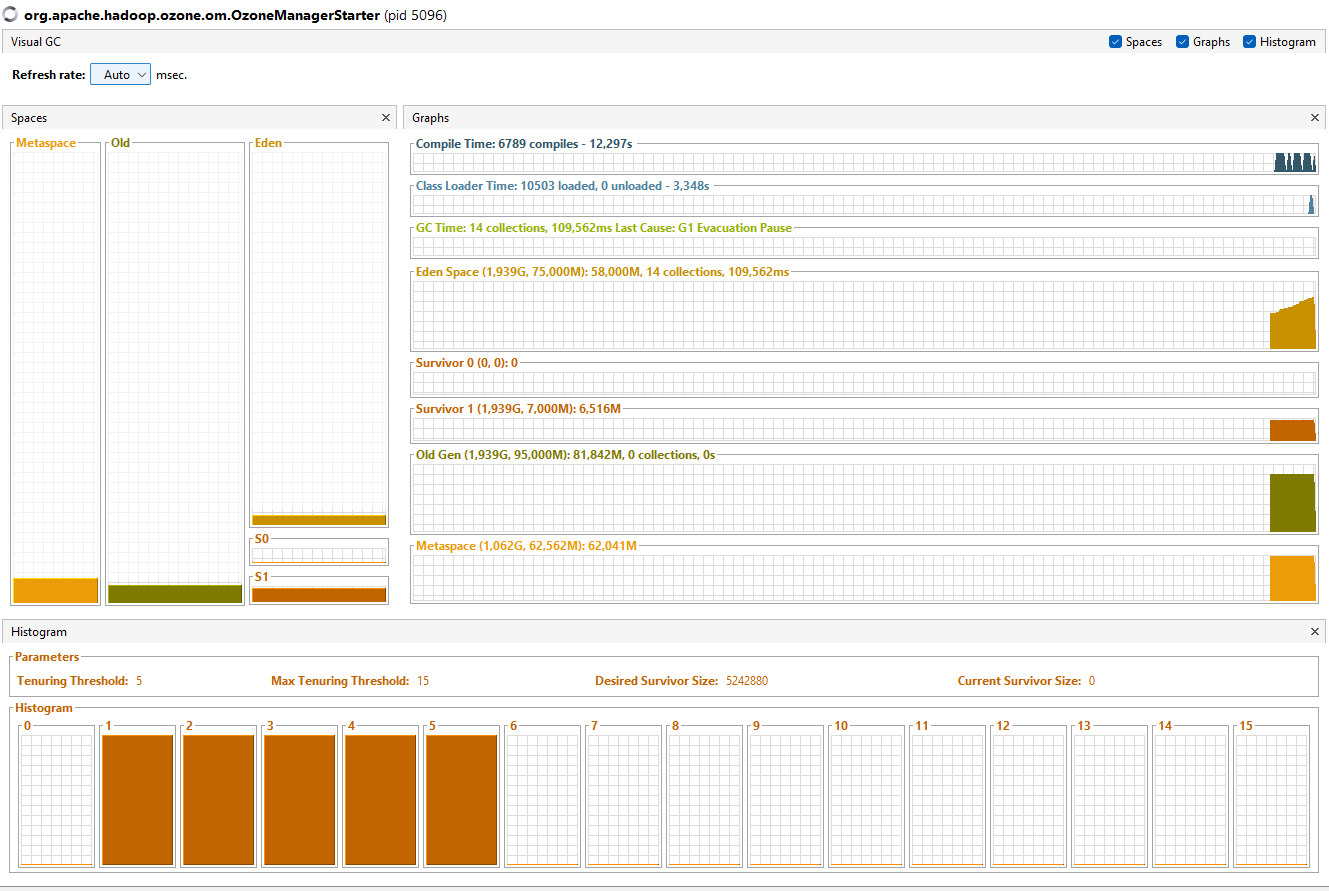 org.apache.hadoop.ozone.om.OzoneManagerStarter (pid 5096)
Visual GC Spaces Graphs Histogram
Refresh rate: Auto msec.
Spaces
Metaspace Old Eden
S0
S1
Graphs
Compile Time: 6789 compiles - 12,297s
Class Loader Time: 10503 loaded, 0 unloaded - 3,348s
GC Time: 14 collections, 109,562ms Last Cause: G1 Evacuation Pause
Eden Space (1,939G, 75,000M): 58,000M, 14 collections, 109,562ms
Survivor 0 (0, 0): 0
Survivor 1 (1,939G, 7,000M): 6,516M
Old Gen (1,939G, 95,000M): 81,842M, 0 collections, 0s
Metaspace (1,062G, 62,562M): 62,041M
Histogram
Parameters
Tenuring Threshold: 5 Max Tenuring Threshold: 15 Desired Survivor Size: 5242880 Current Survivor Size: 0
Histogram
0 1 2 3 4 5 6 7 8 9 10 11 12 13 14 15